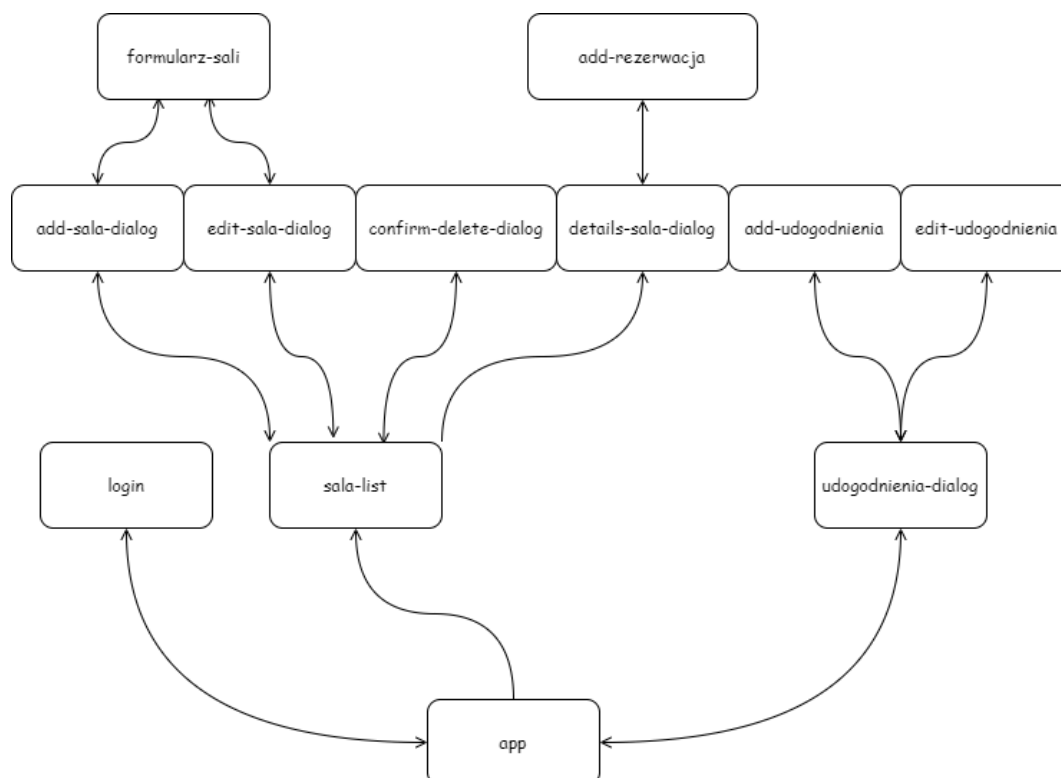 formularz-sali
add-rezerwacja
add-sala-dialog
edit-sala-dialog
confirm-delete-dialog
details-sala-dialog
add-udogodnienia
edit-udogodnienia
login
sala-list
udogodnienia-dialog
app